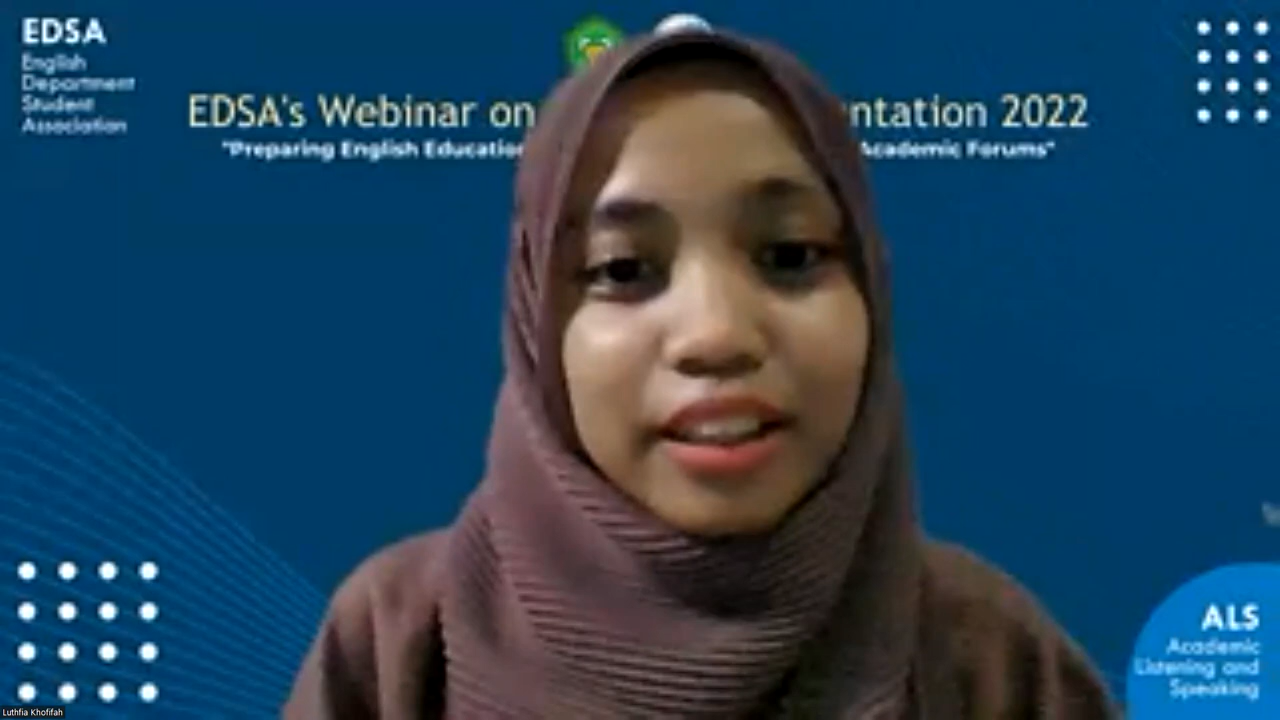 EDSA
English
Department
Student
Association
EDSA's Webinar on ntation 2022
"Preparing English Education Academic Forums"
ALS
Academic
Listening and
Speaking
Luthfia Khofifah